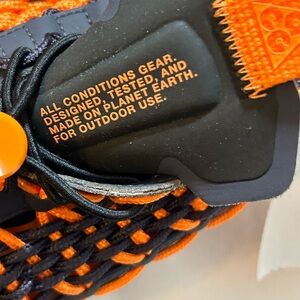 ALL CONDITIONS GEAR.
DESIGNED, TESTED, AND
MADE ON PLANET EARTH.
FOR OUTDOOR USE.